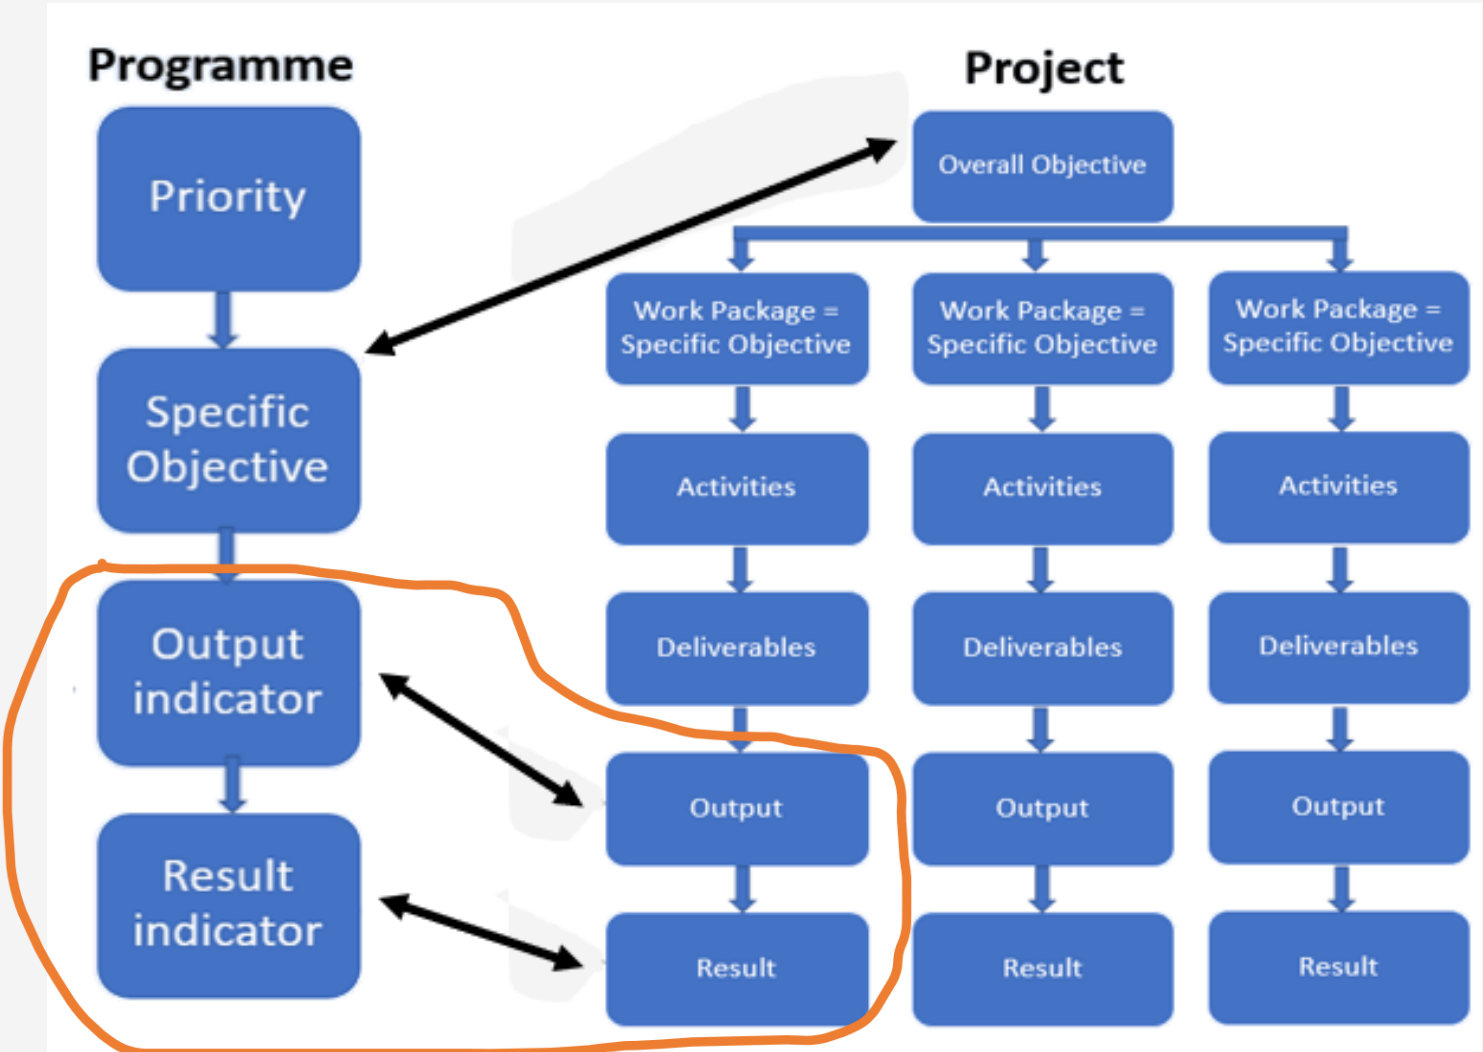 Programme
Priority
Specific
Objective
Output
indicator
Result
indicator
Project
Overall Objective
Work Package =
Specific Objective
Activities
Deliverables
Output
Result
Work Package =
Specific Objective
Activities
Deliverables
Output
Result
Work Package =
Specific Objective
Activities
Deliverables
Output
Result